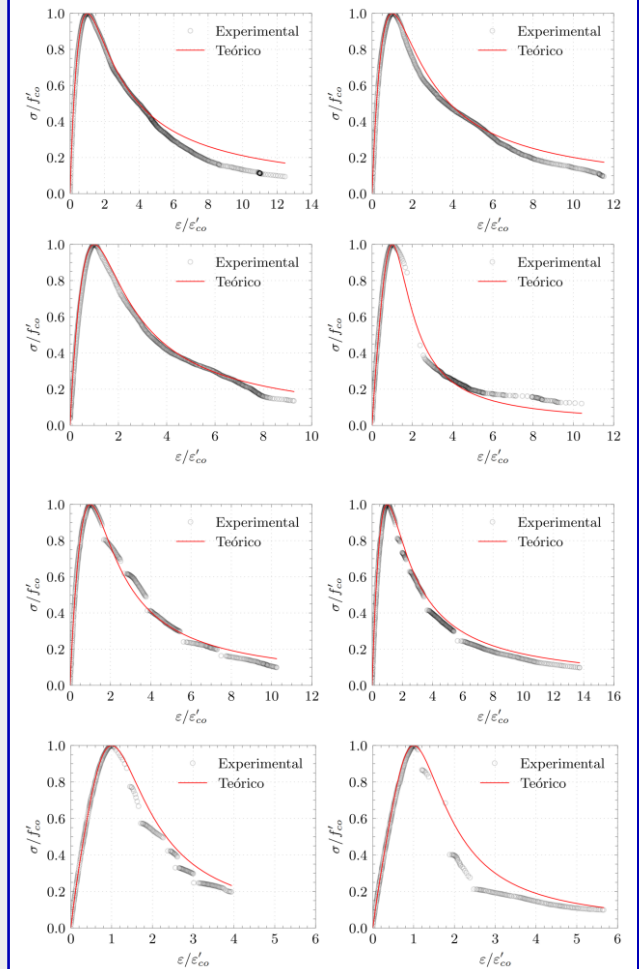 1.0
0.8
0.6
0.4
0.2
0.0
σ/f′co
Experimental
Teórico
0 2 4 6 8 10 12 14
ε/ε′co
1.0
0.8
0.6
0.4
0.2
0.0
σ/f′co
Experimental
Teórico
0 2 4 6 8 10 12
ε/ε′co
1.0
0.8
0.6
0.4
0.2
0.0
σ/f′co
Experimental
Teórico
0 2 4 6 8 10
ε/ε′co
1.0
0.8
0.6
0.4
0.2
0.0
σ/f′co
Experimental
Teórico
0 2 4 6 8 10 12
ε/ε′co
1.0
0.8
0.6
0.4
0.2
0.0
σ/f′co
Experimental
Teórico
0 2 4 6 8 10 12
ε/ε′co
1.0
0.8
0.6
0.4
0.2
0.0
σ/f′co
Experimental
Teórico
0 2 4 6 8 10 12 14 16
ε/ε′co
1.0
0.8
0.6
0.4
0.2
0.0
σ/f′co
Experimental
Teórico
0 1 2 3 4 5 6
ε/ε′co
1.0
0.8
0.6
0.4
0.2
0.0
σ/f′co
Experimental
Teórico
0 1 2 3 4 5 6
ε/ε′co